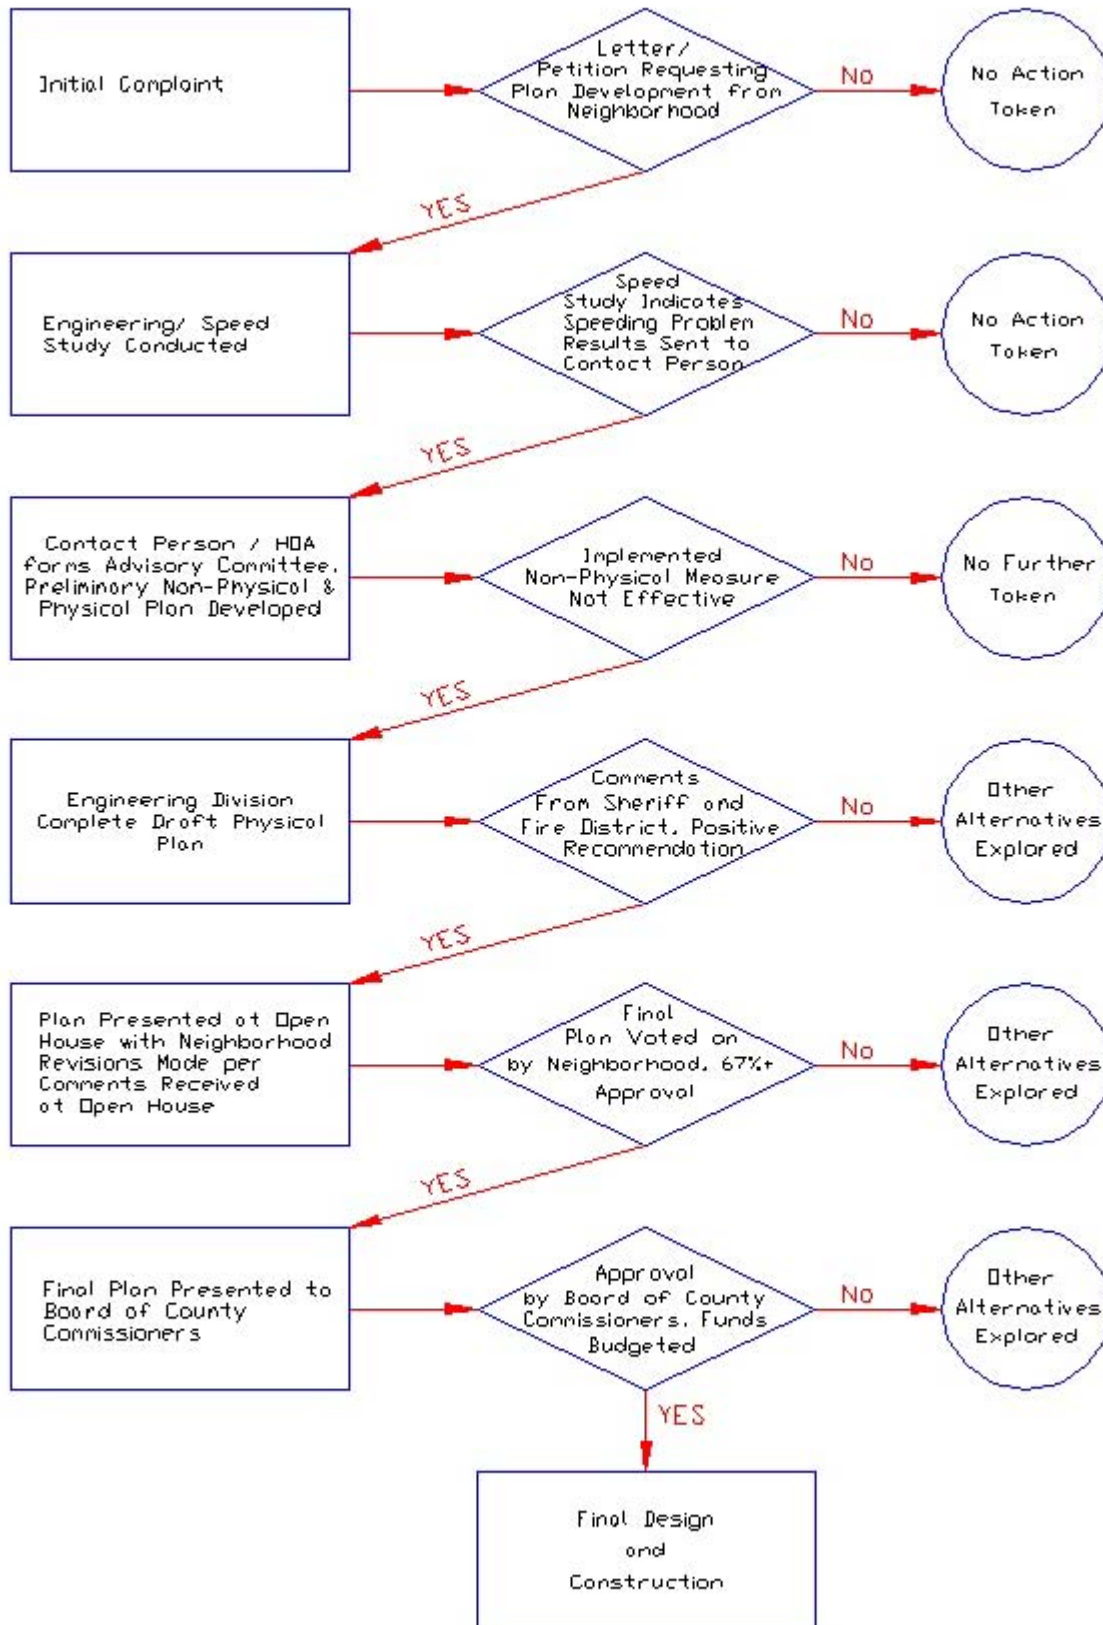 Initial Complaint
Letter/
Petition Requesting
Plan Development from
Neighborhood
No
No Action
Taken
YES
Engineering/ Speed
Study Conducted
Speed
Study Indicates
Speeding Problem
Results Sent to
Contact Person
No
No Action
Taken
YES
Contact Person / HOA
forms Advisory Committee.
Preliminary Non-Physical &
Physical Plan Developed
Implemented
Non-Physical Measure
Not Effective
No
No Further
Taken
YES
Engineering Division
Complete Draft Physical
Plan
Comments
From Sheriff and
Fire District. Positive
Recommendation
No
Other
Alternatives
Explored
YES
Plan Presented at Open
House with Neighborhood
Revisions Made per
Comments Received
at Open House
Final
Plan Voted on
by Neighborhood. 67%+
Approval
No
Other
Alternatives
Explored
YES
Final Plan Presented to
Board of County
Commissioners
Approval
by Board of County
Commissioners. Funds
Budgeted
No
Other
Alternatives
Explored
YES
Final Design
and
Construction